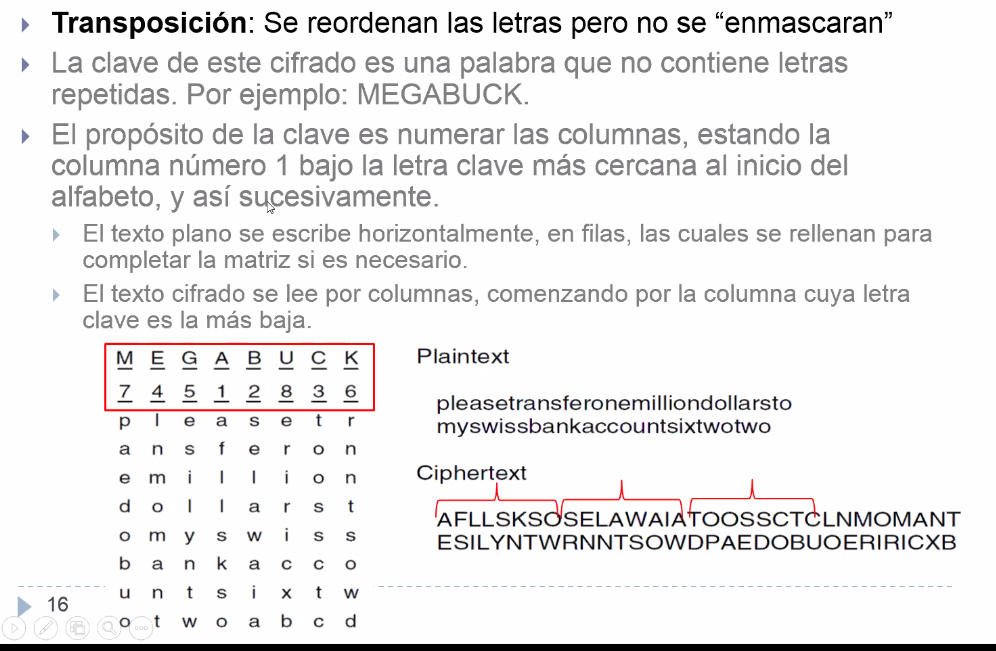 Transposición: Se reordenan las letras pero no se “enmascaran”
La clave de este cifrado es una palabra que no contiene letras
repetidas. Por ejemplo: MEGABUCK.
El propósito de la clave es numerar las columnas, estando la
columna número 1 bajo la letra clave más cercana al inicio del
alfabeto, y así sucesivamente.
El texto plano se escribe horizontalmente, en filas, las cuales se rellenan para
completar la matriz si es necesario.
El texto cifrado se lee por columnas, comenzando por la columna cuya letra
clave es la más baja.
M E G A B U C K
7 4 5 1 2 8 3 6
p l e a s e t r
a n s f e r o n
e m i l l i o n
d o l l a r s t
o m y s w i s s
b a n k a c c o
u n t s i x t w
o t w o a b c d
Plaintext
pleasetransferonemilliondollarsto
myswissbankaccountsixtwotwo
Ciphertext
AFLLSKSOSELAWAIATOOSSCTCLNMOMANT
ESILYNTWRNNTSOWDPAEDOBUOERIRICXB
16